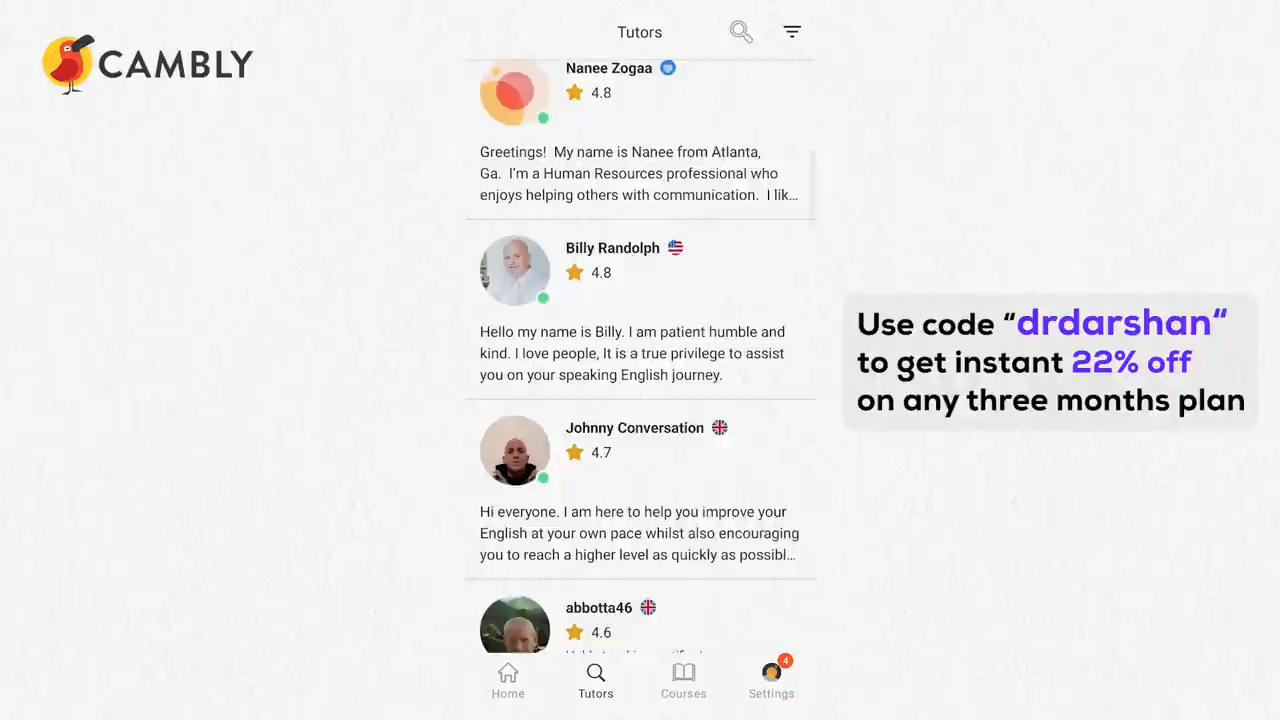 CAMBLY
Tutors
Nanee Zogaa
4.8
Greetings!  My name is Nanee from Atlanta,
Ga.  I'm a Human Resources professional who
enjoys helping others with communication.  I lik...
Billy Randolph
4.8
Hello my name is Billy. I am patient humble and
kind. I love people, It is a true privilege to assist
you on your speaking English journey.
Johnny Conversation
4.7
Hi everyone. I am here to help you improve your
English at your own pace whilst also encouraging
you to reach a higher level as quickly as possibl...
abbotta46
4.6
4
Home
Tutors
Courses
Settings
Use code “drdarshan“
to get instant 22% off
on any three months plan